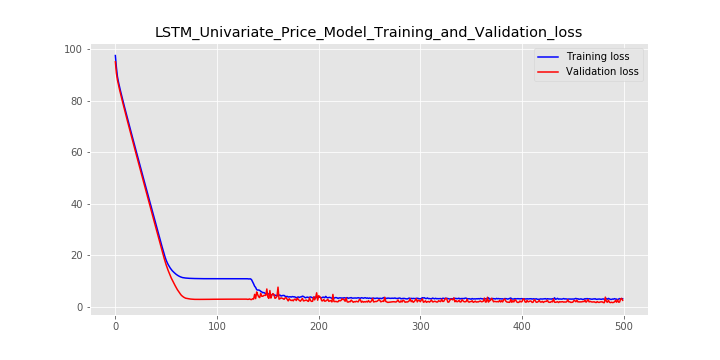 LSTM_Univariate_Price_Model_Training_and_Validation_loss
Training loss
Validation loss
100
80
60
40
20
0
0 100 200 300 400 500